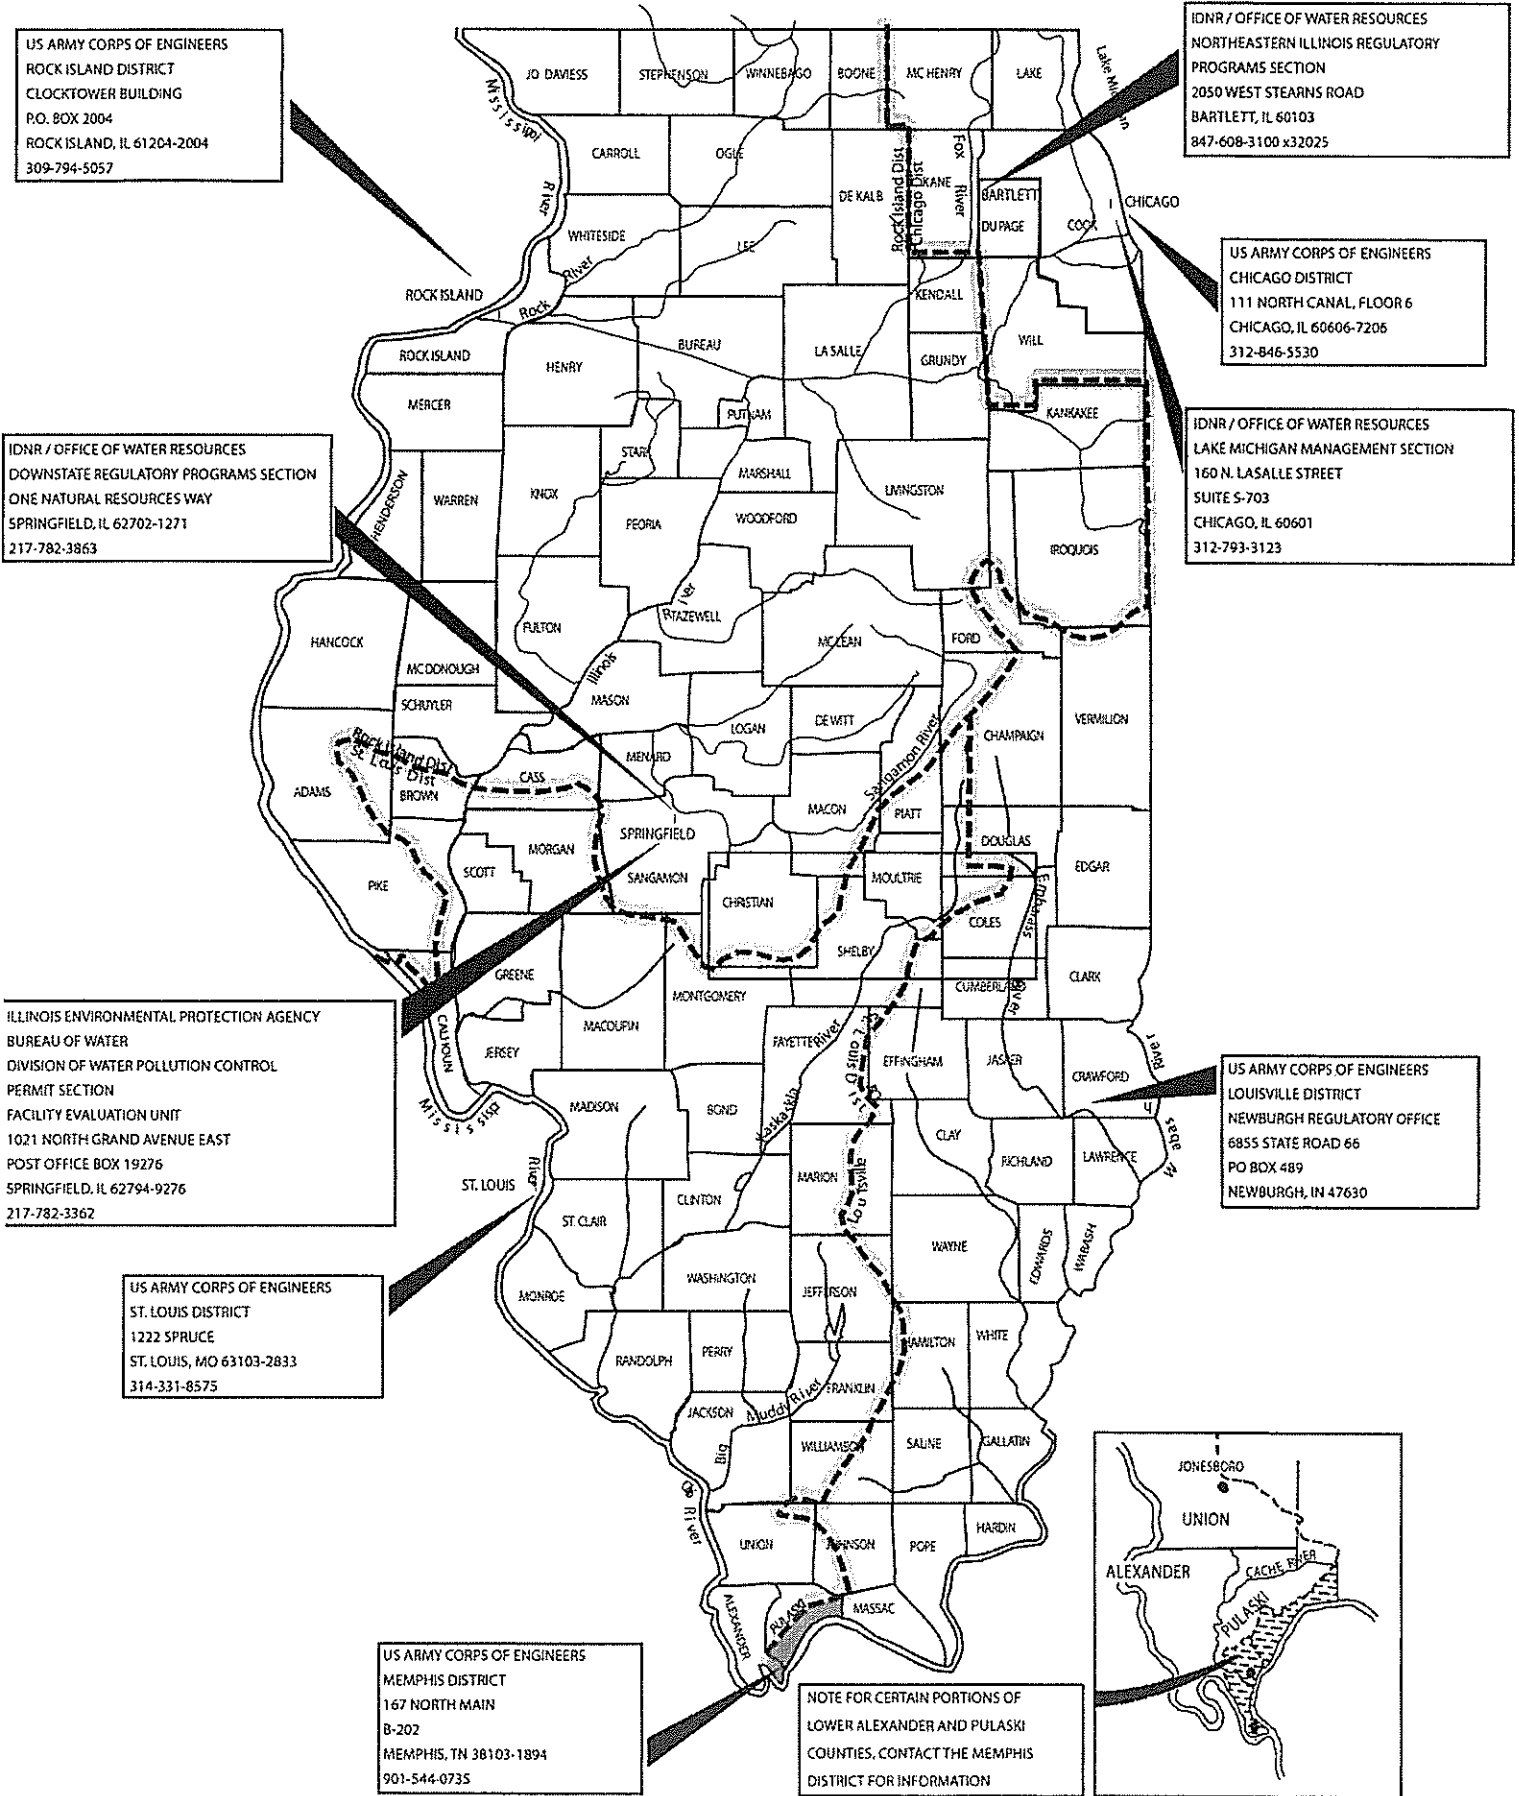 US ARMY CORPS OF ENGINEERS
ROCK ISLAND DISTRICT
CLOCKTOWER BUILDING
P.O. BOX 2004
ROCK ISLAND, IL 61204-2004
309-794-5057
IDNR / OFFICE OF WATER RESOURCES
NORTHEASTERN ILLINOIS REGULATORY
PROGRAMS SECTION
2050 WEST STEARNS ROAD
BARTLETT, IL 60103
847-608-3100 x32025
US ARMY CORPS OF ENGINEERS
CHICAGO DISTRICT
111 NORTH CANAL, FLOOR 6
CHICAGO, IL 60606-7206
312-846-5530
IDNR / OFFICE OF WATER RESOURCES
LAKE MICHIGAN MANAGEMENT SECTION
160 N. LASALLE STREET
SUITE S-703
CHICAGO, IL 60601
312-793-3123
IDNR / OFFICE OF WATER RESOURCES
DOWNSTATE REGULATORY PROGRAMS SECTION
ONE NATURAL RESOURCES WAY
SPRINGFIELD, IL 62702-1271
217-782-3863
ILLINOIS ENVIRONMENTAL PROTECTION AGENCY
BUREAU OF WATER
DIVISION OF WATER POLLUTION CONTROL
PERMIT SECTION
FACILITY EVALUATION UNIT
1021 NORTH GRAND AVENUE EAST
POST OFFICE BOX 19276
SPRINGFIELD, IL 62794-9276
217-782-3362
US ARMY CORPS OF ENGINEERS
LOUISVILLE DISTRICT
NEWBURGH REGULATORY OFFICE
6855 STATE ROAD 66
PO BOX 489
NEWBURGH, IN 47630
US ARMY CORPS OF ENGINEERS
ST. LOUIS DISTRICT
1222 SPRUCE
ST. LOUIS, MO 63103-2833
314-331-8575
US ARMY CORPS OF ENGINEERS
MEMPHIS DISTRICT
167 NORTH MAIN
B-202
MEMPHIS, TN 38103-1894
901-544-0735
NOTE FOR CERTAIN PORTIONS OF
LOWER ALEXANDER AND PULASKI
COUNTIES, CONTACT THE MEMPHIS
DISTRICT FOR INFORMATION
JO DAVIESS
STEPHENSON
WINNEBAGO
BOONE
MC HENRY
LAKE
Mississippi
River
CARROLL
OGLE
DE KALB
Rock Island Dist
Chicago Dist
KANE
Fox
River
BARTLETT
DU PAGE
COOK
CHICAGO
WHITESIDE
LEE
Rock
River
ROCK ISLAND
KENDALL
ROCK ISLAND
HENRY
BUREAU
LA SALLE
GRUNDY
WILL
MERCER
PUTNAM
KANKAKEE
STARK
MARSHALL
HENDERSON
WARREN
KNOX
PEORIA
WOODFORD
LIVINGSTON
IROQUOIS
HANCOCK
MC DONOUGH
FULTON
TAZEWELL
Illinois
River
MC LEAN
FORD
SCHUYLER
MASON
LOGAN
DE WITT
CHAMPAIGN
VERMILION
Rock Island Dist
St Louis Dist
ADAMS
BROWN
CASS
MENARD
Sangamon River
MACON
PIATT
SPRINGFIELD
MORGAN
SCOTT
SANGAMON
DOUGLAS
EDGAR
PIKE
CHRISTIAN
MOULTRIE
COLES
Embarass
River
SHELBY
CUMBERLAND
CLARK
GREENE
MACOUPIN
MONTGOMERY
CALHOUN
JERSEY
FAYETTE
EFFINGHAM
JASPER
CRAWFORD
Mississippi
River
MADISON
BOND
Kaskaskia
River
CLAY
RICHLAND
LAWRENCE
ST. LOUIS
CLINTON
MARION
Louisville
ST CLAIR
WAYNE
EDWARDS
WABASH
MONROE
WASHINGTON
JEFFERSON
RANDOLPH
PERRY
HAMILTON
WHITE
FRANKLIN
JACKSON
Big
Muddy River
WILLIAMSON
SALINE
GALLATIN
UNION
JOHNSON
POPE
HARDIN
River
ALEXANDER
PULASKI
MASSAC
JONESBORO
UNION
ALEXANDER
CACHE RIVER
PULASKI